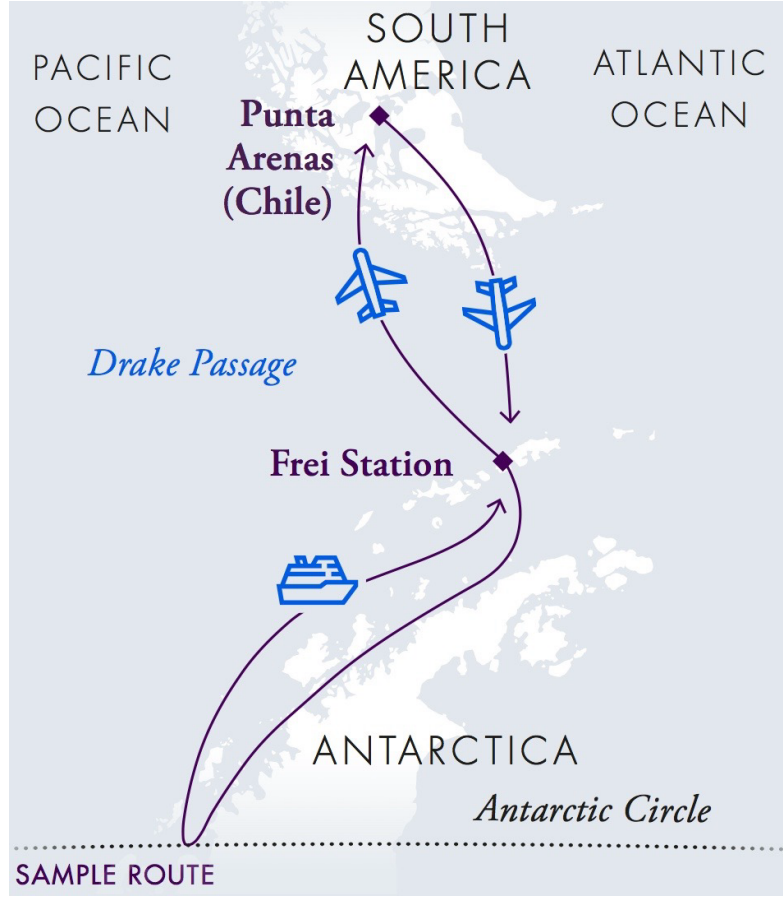 SOUTH
AMERICA
PACIFIC
OCEAN
ATLANTIC
OCEAN
Punta
Arenas
(Chile)
Drake Passage
Frei Station
ANTARCTICA
Antarctic Circle
SAMPLE ROUTE